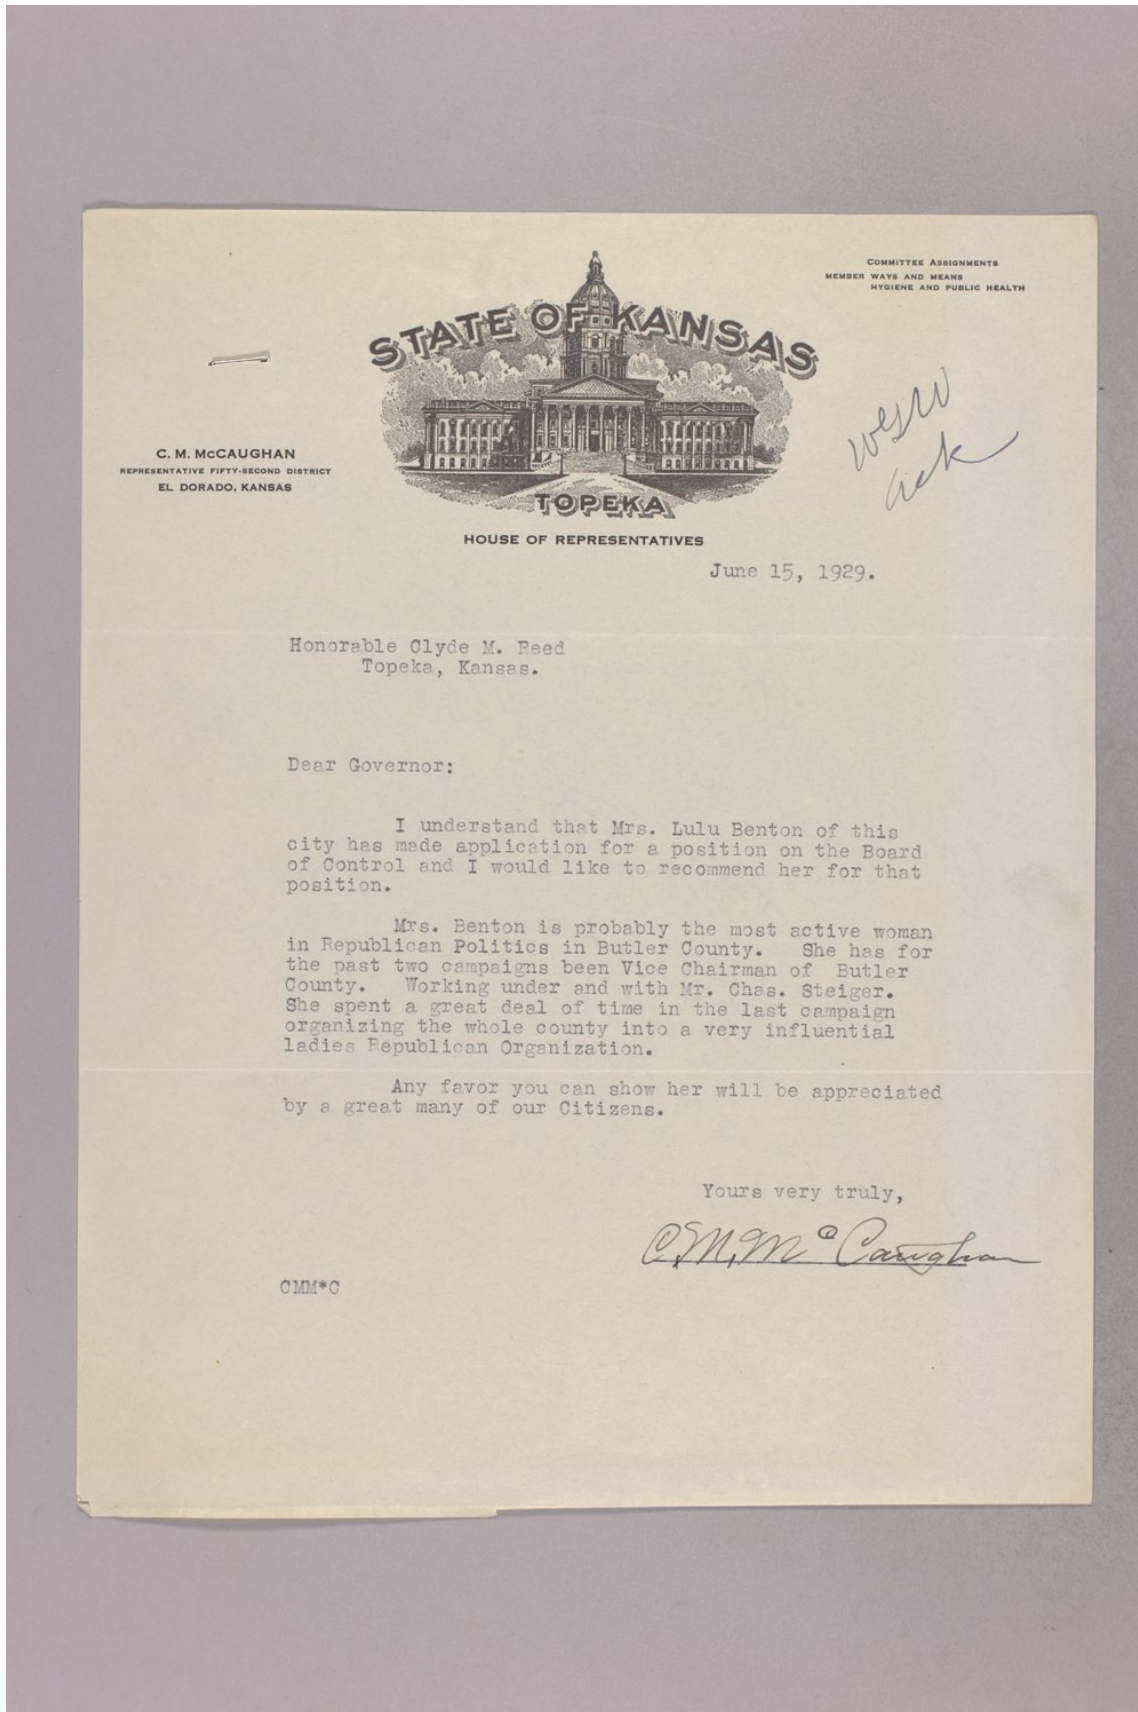 COMMITTEE ASSIGNMENTS
MEMBER WAYS AND MEANS
HYGIENE AND PUBLIC HEALTH
STATE OF KANSAS
TOPEKA
C. M. McCAUGHAN
REPRESENTATIVE FIFTY-SECOND DISTRICT
EL DORADO, KANSAS
HOUSE OF REPRESENTATIVES
June 15, 1929.
Honorable Clyde M. Reed
Topeka, Kansas.
Dear Governor:
I understand that Mrs. Lulu Benton of this
city has made application for a position on the Board
of Control and I would like to recommend her for that
position.
Mrs. Benton is probably the most active woman
in Republican Politics in Butler County. She has for
the past two campaigns been Vice Chairman of Butler
County. Working under and with Mr. Chas. Steiger.
She spent a great deal of time in the last campaign
organizing the whole county into a very influential
ladies Republican Organization.
Any favor you can show her will be appreciated
by a great many of our Citizens.
Yours very truly,
C. M. McCaughan
CMM*C